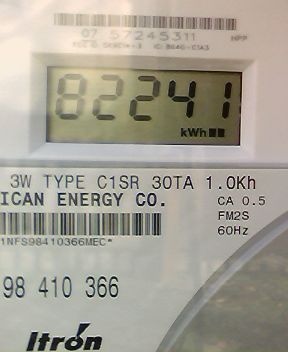 07 57245311
82241
kWh
3W TYPE C1SR 30TA 1.0Kh
ICAN ENERGY CO.
CA 0.5
FM2S
60Hz
1NFS98410366MEC*
98 410 366
Itron